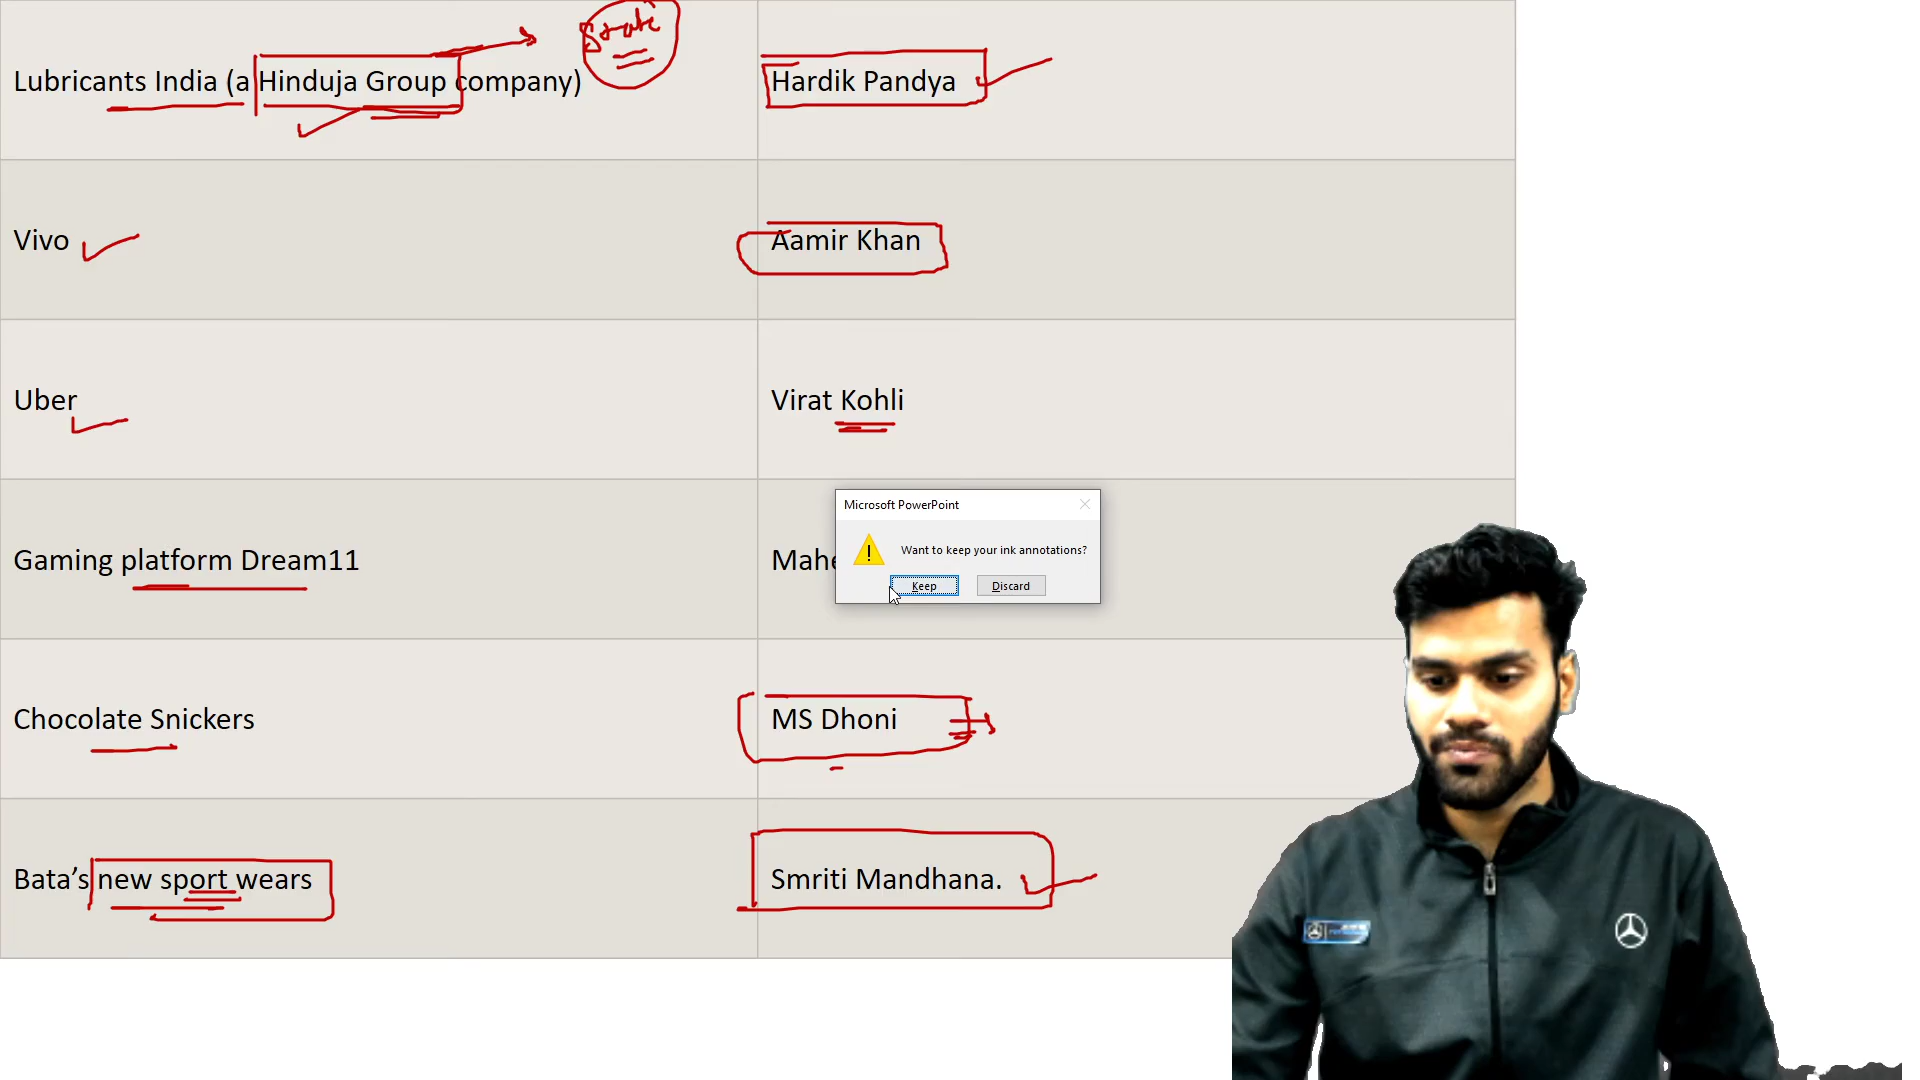 Lubricants India (a Hinduja Group company)
Hardik Pandya
Vivo
Aamir Khan
Uber
Virat Kohli
Gaming platform Dream11
Mahe
Microsoft PowerPoint
Want to keep your ink annotations?
Keep
Discard
Chocolate Snickers
MS Dhoni
Bata’s new sport wears
Smriti Mandhana.